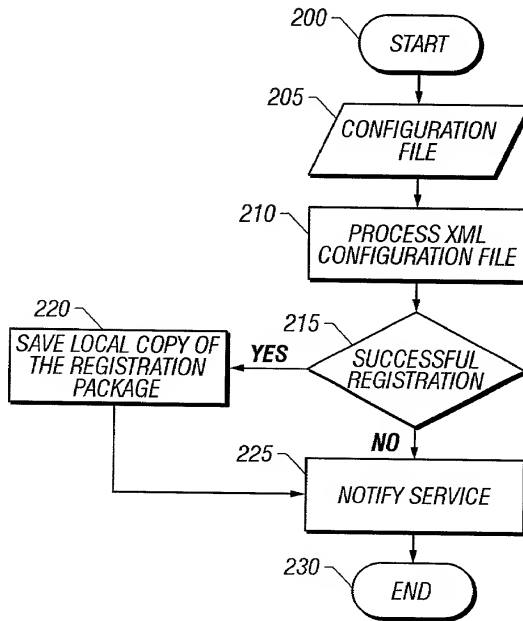 200
START
205
CONFIGURATION
FILE
210
PROCESS XML
CONFIGURATION FILE
215
SUCCESSFUL
REGISTRATION
YES
220
SAVE LOCAL COPY OF
THE REGISTRATION
PACKAGE
NO
225
NOTIFY SERVICE
230
END